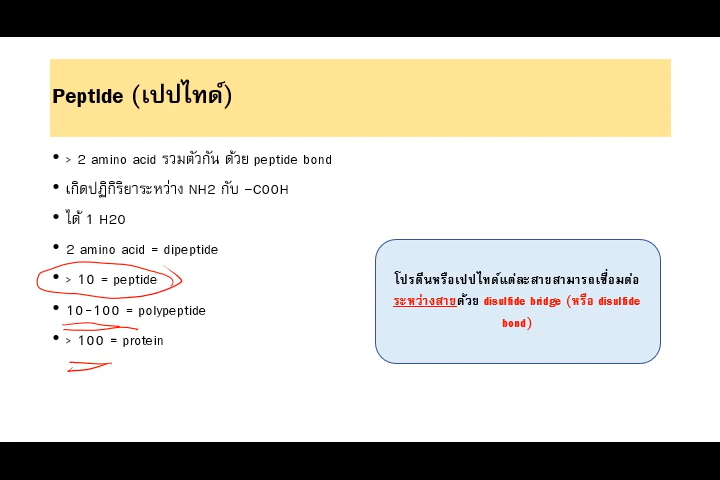 Peptide (เปปไทด์)
• > 2 amino acid รวมตัวกัน ด้วย peptide bond
• เกิดปฏิกิริยาระหว่าง NH2 กับ –COOH
• ได้ 1 H2O
• 2 amino acid = dipeptide
• > 10 = peptide
• 10-100 = polypeptide
• > 100 = protein
โปรตีนหรือเปปไทด์แต่ละสายสามารถเชื่อมต่อ
ระหว่างสายด้วย disulfide bridge (หรือ disulfide
bond)